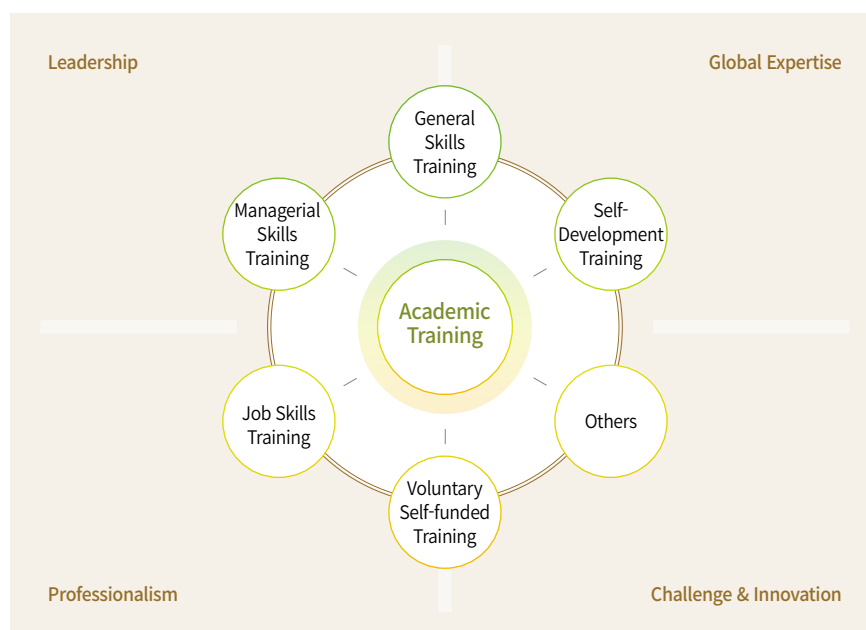 Leadership
Global Expertise
General
Skills
Training
Managerial
Skills
Training
Self-
Development
Training
Academic
Training
Job Skills
Training
Others
Voluntary
Self-funded
Training
Professionalism
Challenge & Innovation